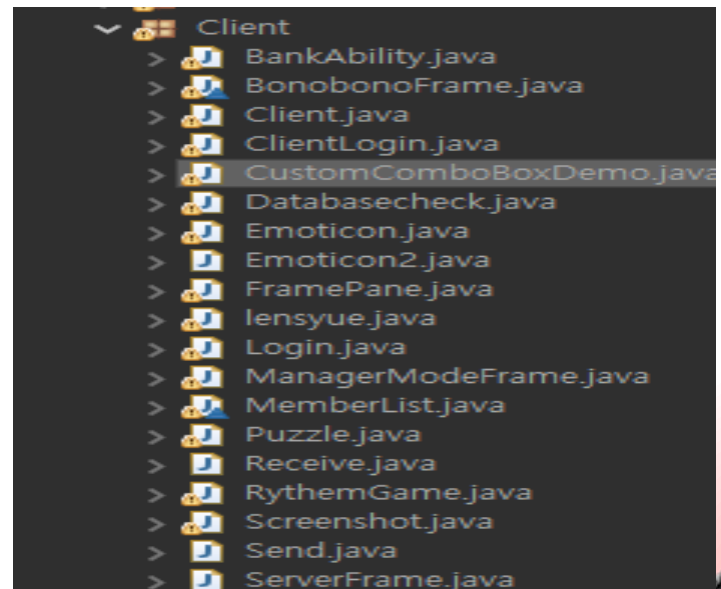 Client
BankAbility.java
BonobonoFrame.java
Client.java
ClientLogin.java
CustomComboBoxDemo.java
Databasecheck.java
Emoticon.java
Emoticon2.java
FramePane.java
lensyue.java
Login.java
ManagerModeFrame.java
MemberList.java
Puzzle.java
Receive.java
RythemGame.java
Screenshot.java
Send.java
ServerFrame.java